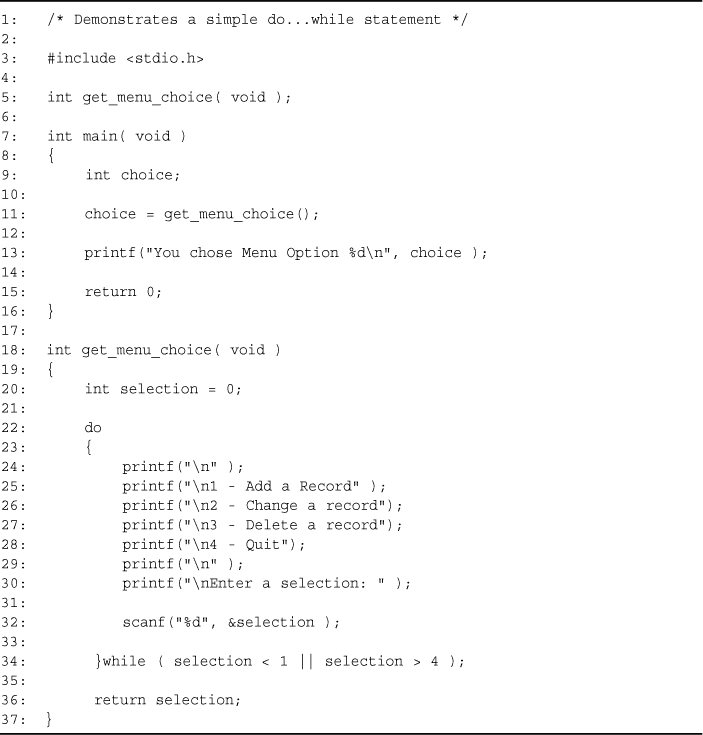 1: /* Demonstrates a simple do...while statement */
2:
3: #include <stdio.h>
4:
5: int get_menu_choice( void );
6:
7: int main( void )
8: {
9: int choice;
10:
11: choice = get_menu_choice();
12:
13: printf("You chose Menu Option %d\n", choice );
14:
15: return 0;
16: }
17:
18: int get_menu_choice( void )
19: {
20: int selection = 0;
21:
22: do
23: {
24: printf("\n" );
25: printf("\n1 - Add a Record" );
26: printf("\n2 - Change a record");
27: printf("\n3 - Delete a record");
28: printf("\n4 - Quit");
29: printf("\n" );
30: printf("\nEnter a selection: " );
31:
32: scanf("%d", &selection );
33:
34: }while ( selection < 1 || selection > 4 );
35:
36: return selection;
37: }